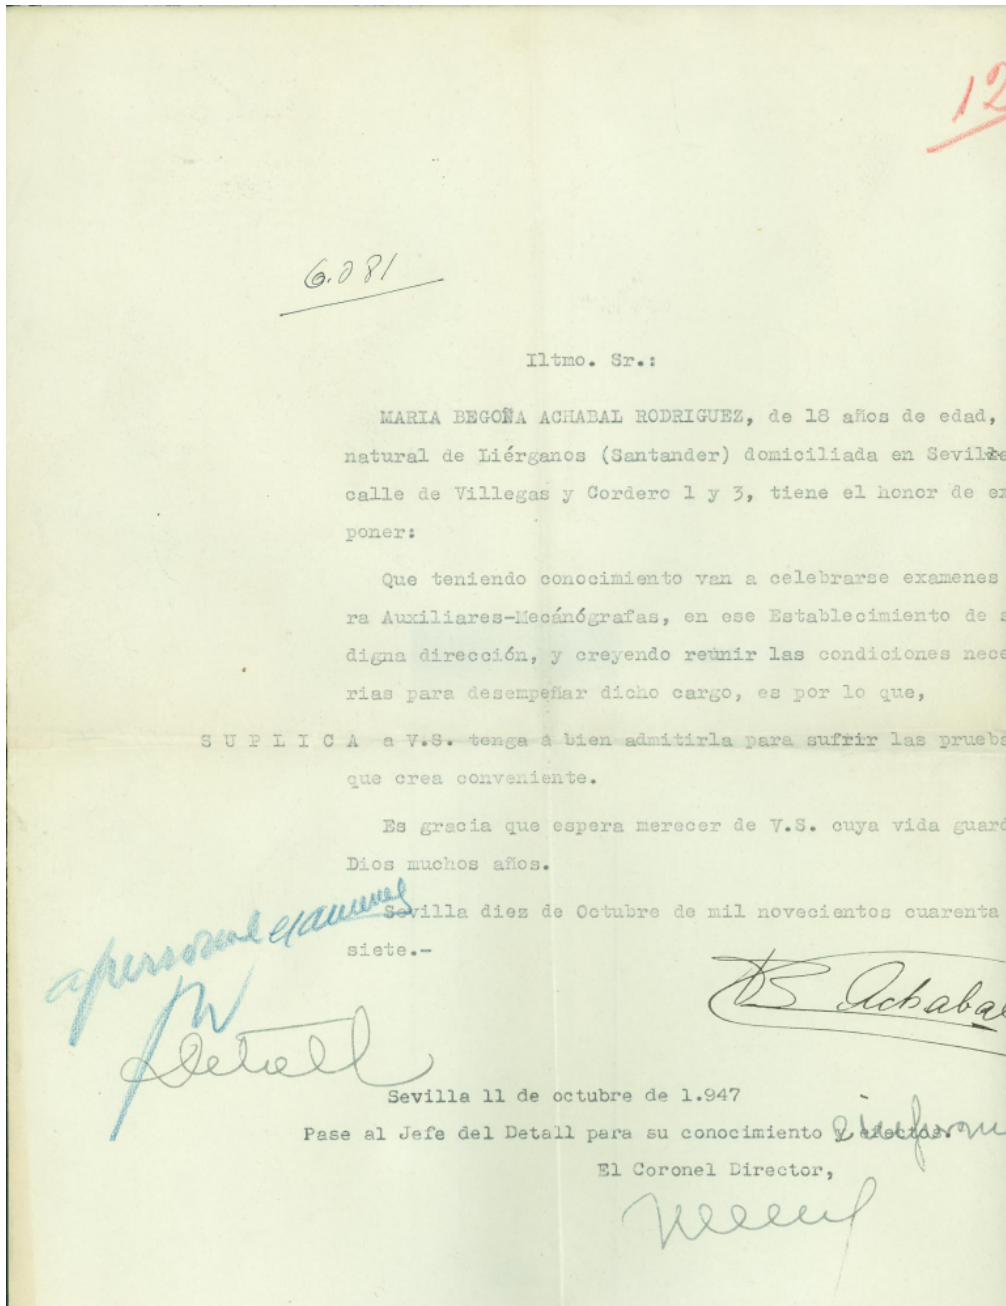 12
6.081
Iltmo. Sr.:
MARIA BEGOÑA ACHABAL RODRIGUEZ, de 18 años de edad,
natural de Liérganos (Santander) domiciliada en Sevil
calle de Villegas y Cordero 1 y 3, tiene el honor de ex
poner:
Que teniendo conocimiento van a celebrarse examenes
ra Auxiliares-Mecánógrafas, en ese Establecimiento de s
digna dirección, y creyendo reunir las condiciones nece
rias para desempeñar dicho cargo, es por lo que,
S U P L I C A a V.S. tenga a bien admitirla para sufrir las prueba
que crea conveniente.
Es gracia que espera merecer de V.S. cuya vida guard
Dios muchos años.
Sevilla diez de Octubre de mil novecientos cuarenta
siete.-
a personal examenes
B Achabal
Detall
Sevilla 11 de octubre de 1.947
Pase al Jefe del Detall para su conocimiento y efectos.
El Coronel Director,